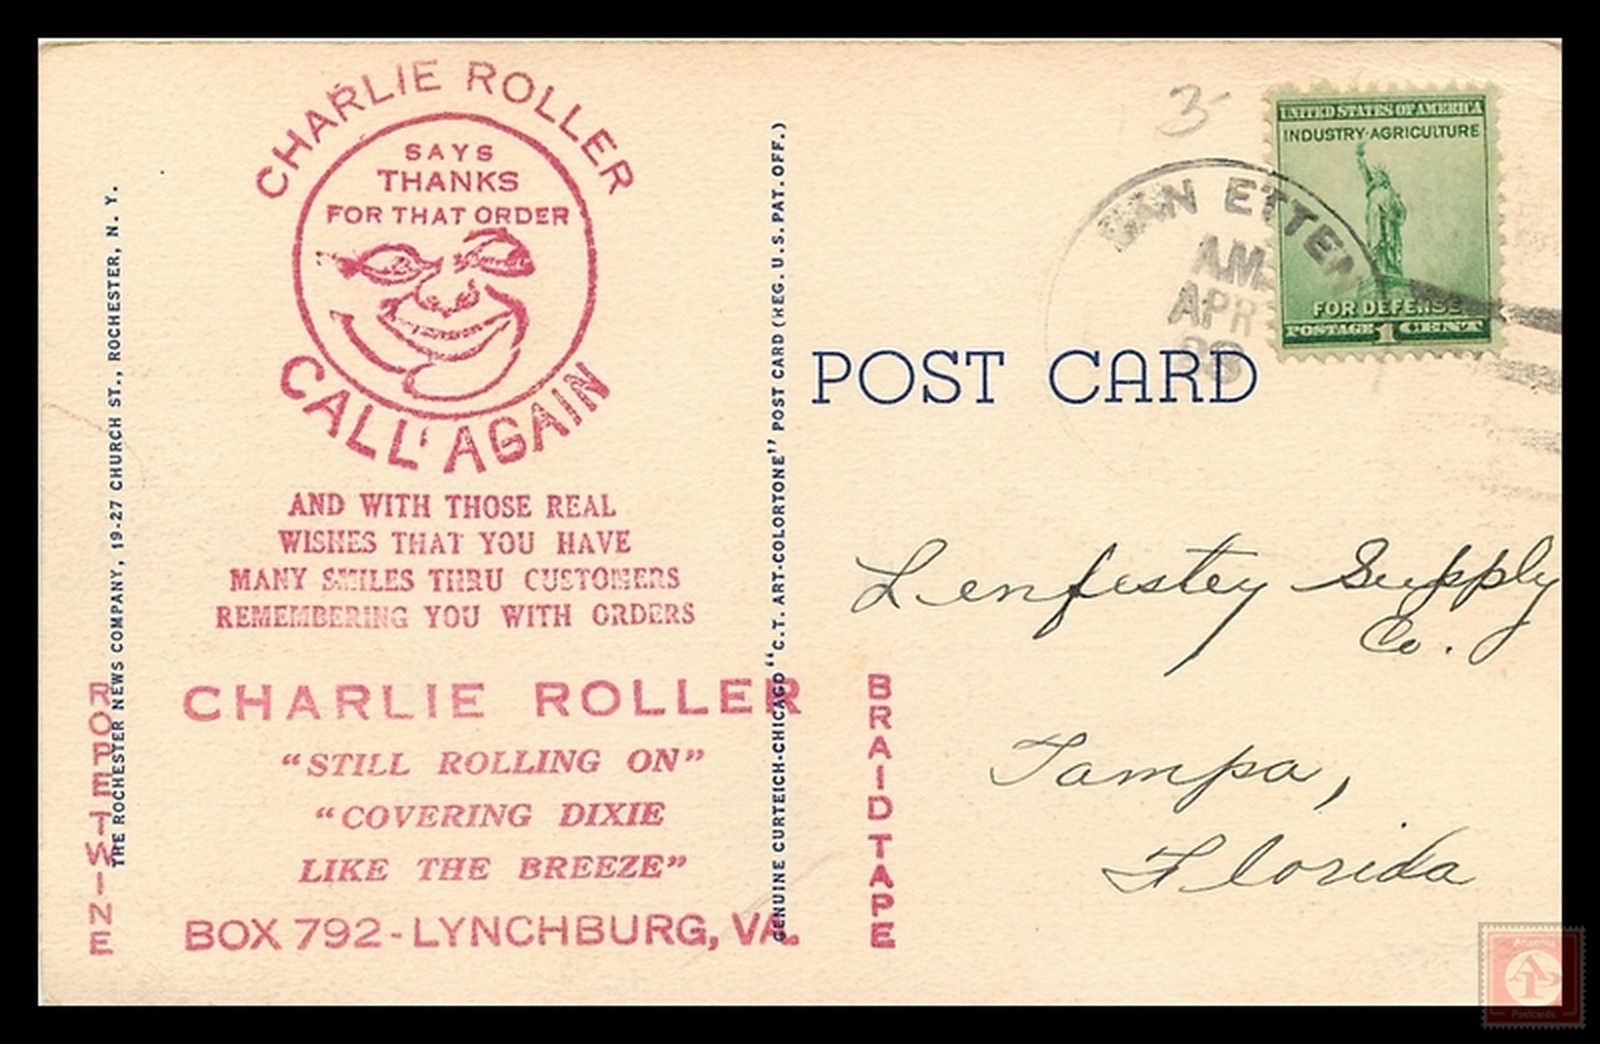 CHARLIE ROLLER
SAYS
THANKS
FOR THAT ORDER
CALL AGAIN
AND WITH THOSE REAL
WISHES THAT YOU HAVE
MANY SMILES THRU CUSTOMERS
REMEMBERING YOU WITH ORDERS
CHARLIE ROLLER
"STILL ROLLING ON"
"COVERING DIXIE
LIKE THE BREEZE"
BOX 792-LYNCHBURG, VA.
ROPE TWINE
THE ROCHESTER NEWS COMPANY, 19-27 CHURCH ST., ROCHESTER, N. Y.
GENUINE CURTEICH-CHICAGO "C.T. ART-COLORTONE" POST CARD (REG. U.S. PAT. OFF.)
BRAID TAPE
POST CARD
3
VAN ETTEN
AM
APR
UNITED STATES OF AMERICA
INDUSTRY·AGRICULTURE
FOR DEFENSE
POSTAGE 1 CENT
Lenfestey Supply
Co.
Tampa,
Florida
AP
Postcards